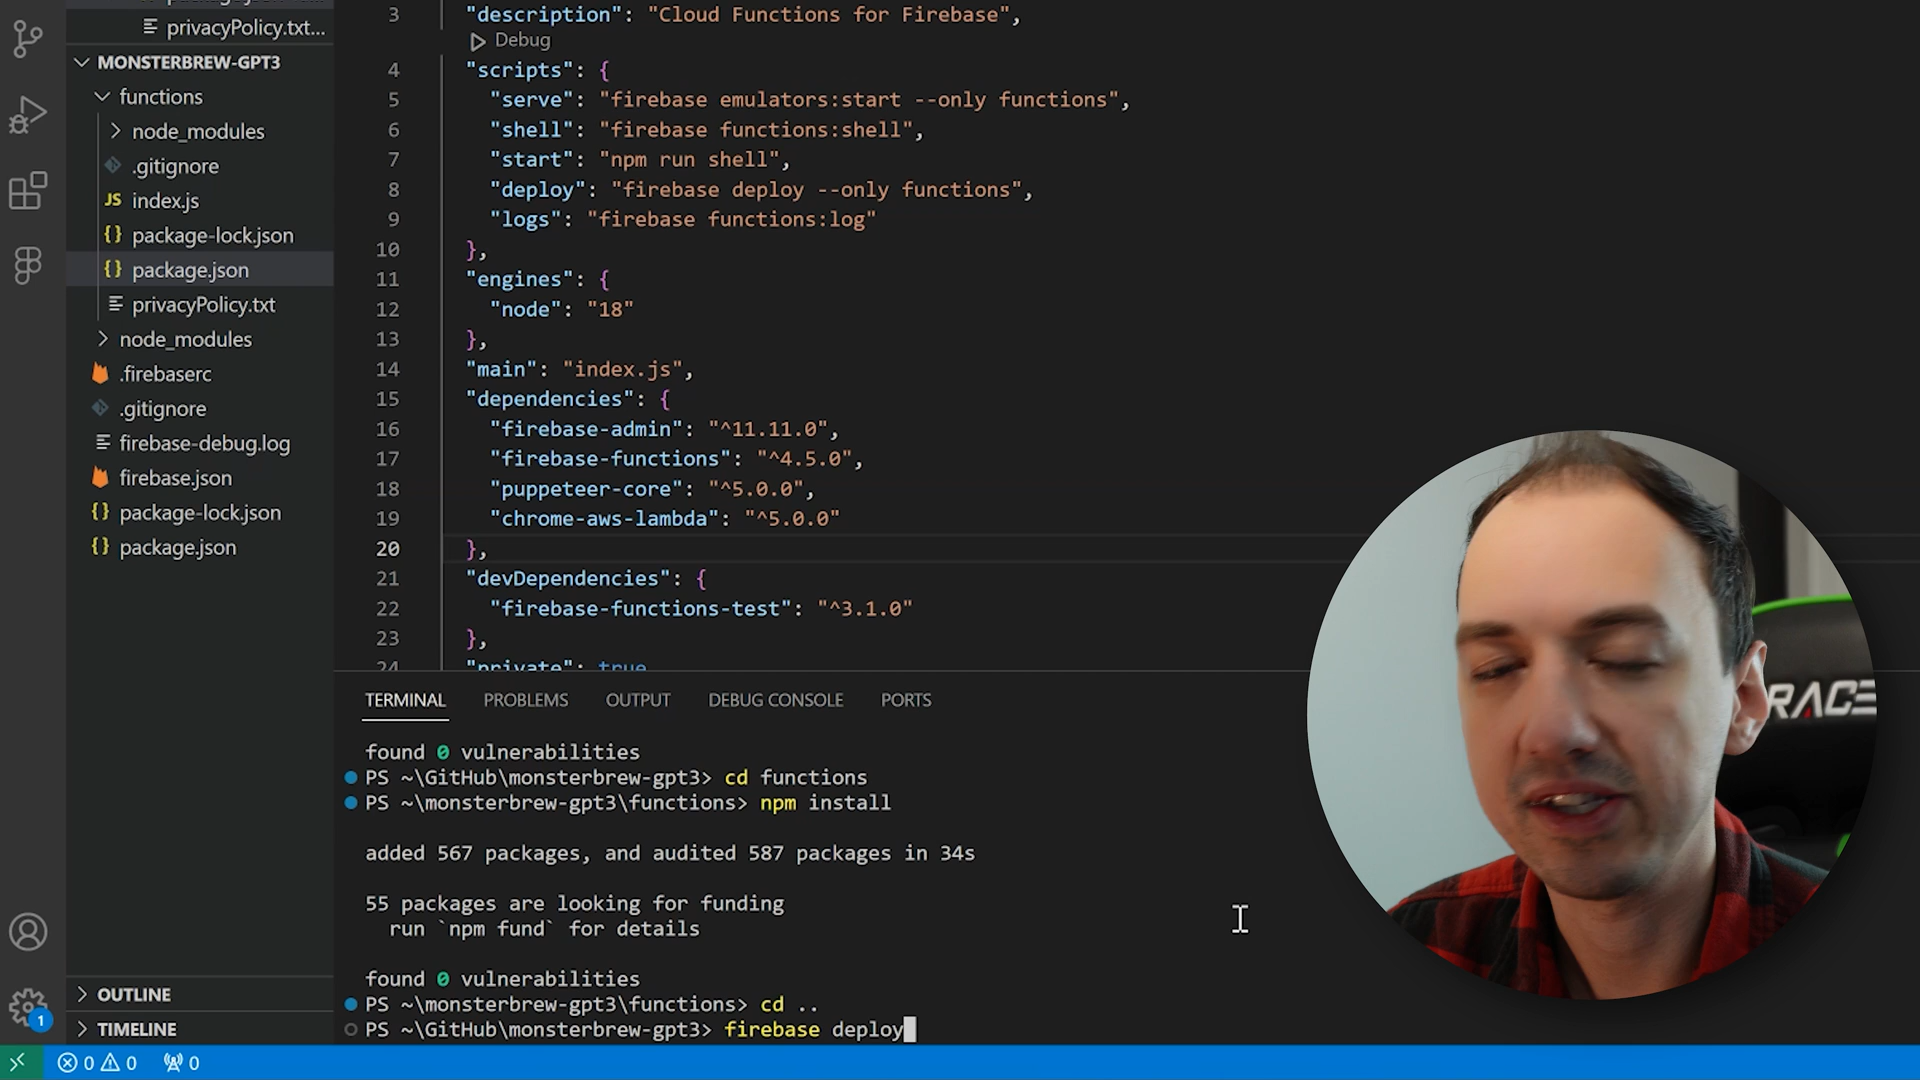 privacyPolicy.txt...
MONSTERBREW-GPT3
functions
node_modules
.gitignore
JS index.js
{} package-lock.json
{} package.json
privacyPolicy.txt
node_modules
.firebaserc
.gitignore
firebase-debug.log
firebase.json
{} package-lock.json
{} package.json
OUTLINE
TIMELINE
1
3 "description": "Cloud Functions for Firebase",
Debug
4 "scripts": {
5 "serve": "firebase emulators:start --only functions",
6 "shell": "firebase functions:shell",
7 "start": "npm run shell",
8 "deploy": "firebase deploy --only functions",
9 "logs": "firebase functions:log"
10 },
11 "engines": {
12 "node": "18"
13 },
14 "main": "index.js",
15 "dependencies": {
16 "firebase-admin": "^11.11.0",
17 "firebase-functions": "^4.5.0",
18 "puppeteer-core": "^5.0.0",
19 "chrome-aws-lambda": "^5.0.0"
20 },
21 "devDependencies": {
22 "firebase-functions-test": "^3.1.0"
23 },
24 "private": true
TERMINAL PROBLEMS OUTPUT DEBUG CONSOLE PORTS
found 0 vulnerabilities
PS ~\GitHub\monsterbrew-gpt3> cd functions
PS ~\monsterbrew-gpt3\functions> npm install
added 567 packages, and audited 587 packages in 34s
55 packages are looking for funding
run `npm fund` for details
found 0 vulnerabilities
PS ~\monsterbrew-gpt3\functions> cd ..
PS ~\GitHub\monsterbrew-gpt3> firebase deploy
0 0 0
RACE